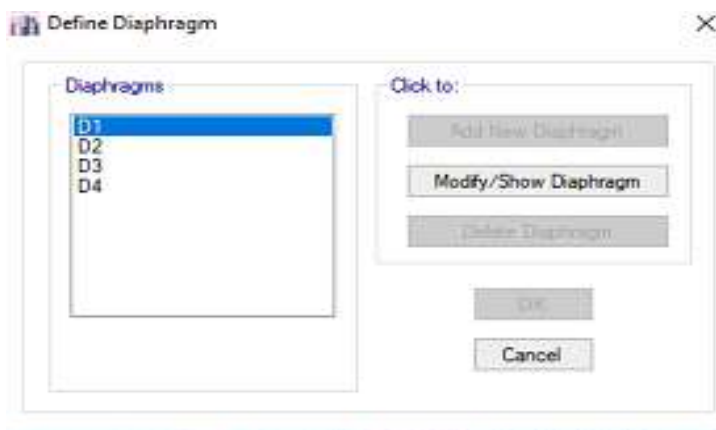 Define Diaphragm
Diaphragms
Click to:
D1
D2
D3
D4
Add New Diaphragm
Modify/Show Diaphragm
Delete Diaphragm
OK
Cancel